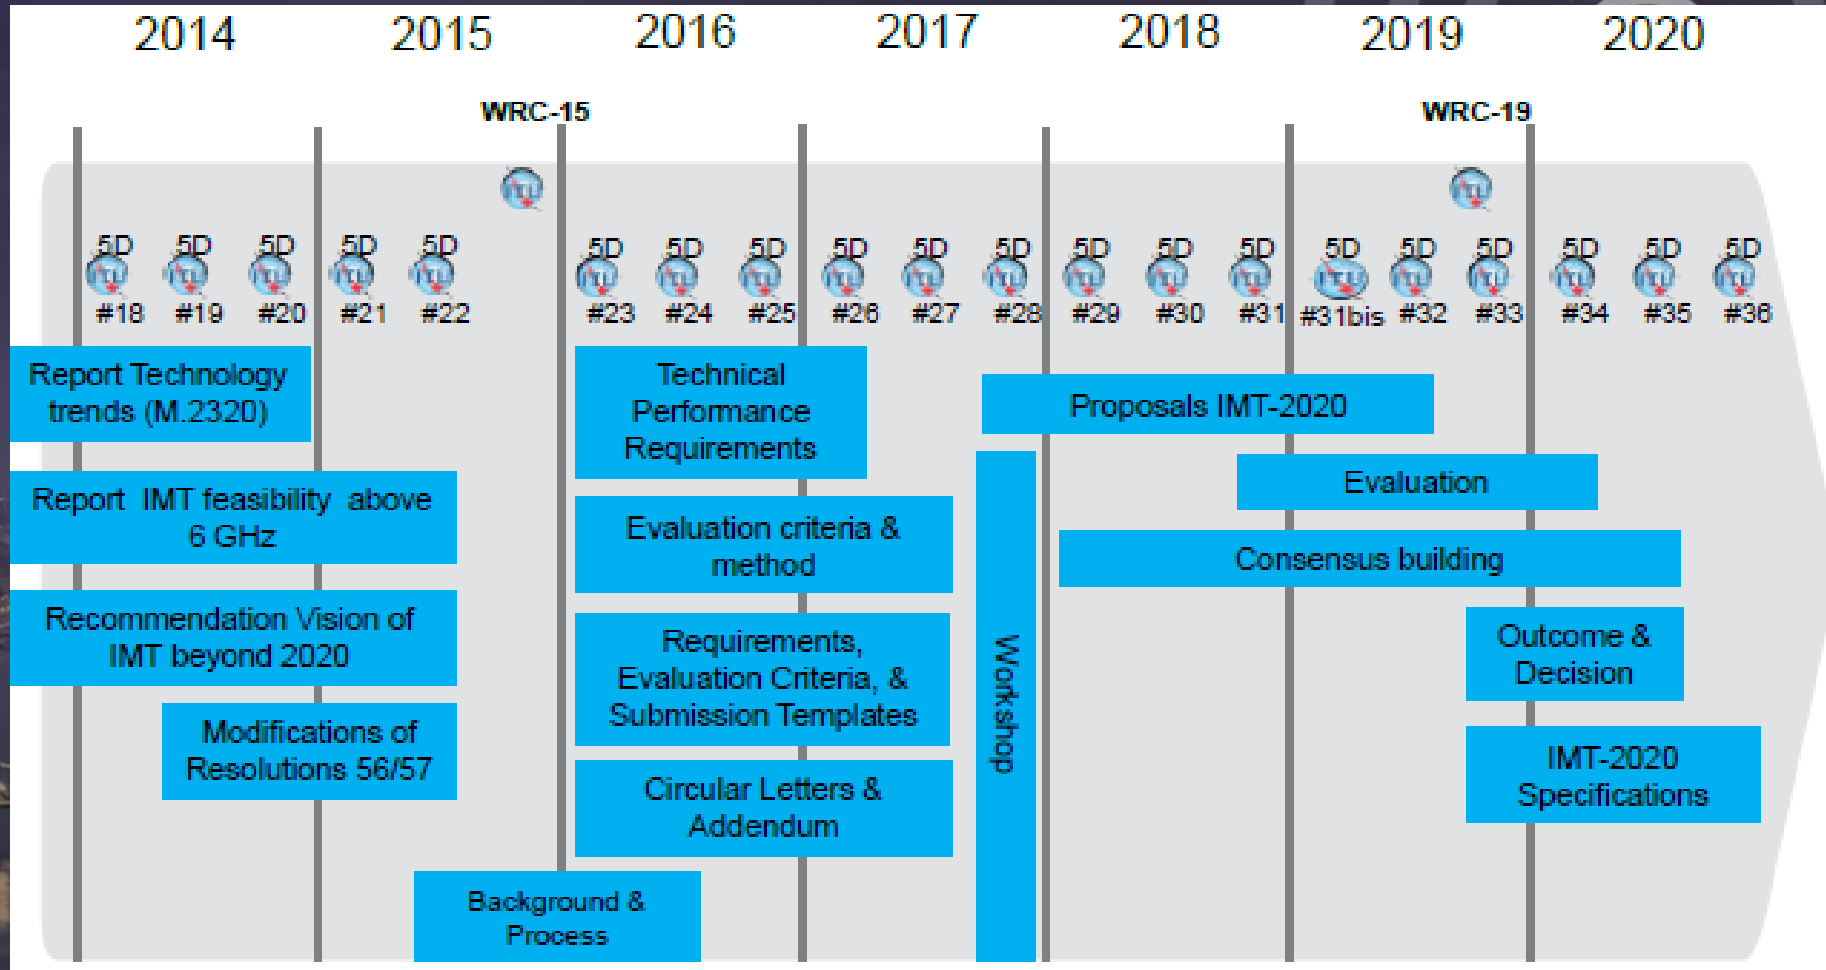 2014 2015 2016 2017 2018 2019 2020
WRC-15 WRC-19
5D 5D 5D 5D 5D 5D 5D 5D 5D 5D 5D 5D 5D 5D 5D 5D 5D 5D 5D 5D
#18 #19 #20 #21 #22 #23 #24 #25 #26 #27 #28 #29 #30 #31 #31bis #32 #33 #34 #35 #36
Report Technology
trends (M.2320)
Report IMT feasibility above
6 GHz
Recommendation Vision of
IMT beyond 2020
Modifications of
Resolutions 56/57
Background &
Process
Technical
Performance
Requirements
Evaluation criteria &
method
Requirements,
Evaluation Criteria, &
Submission Templates
Circular Letters &
Addendum
Workshop
Proposals IMT-2020
Evaluation
Consensus building
Outcome &
Decision
IMT-2020
Specifications